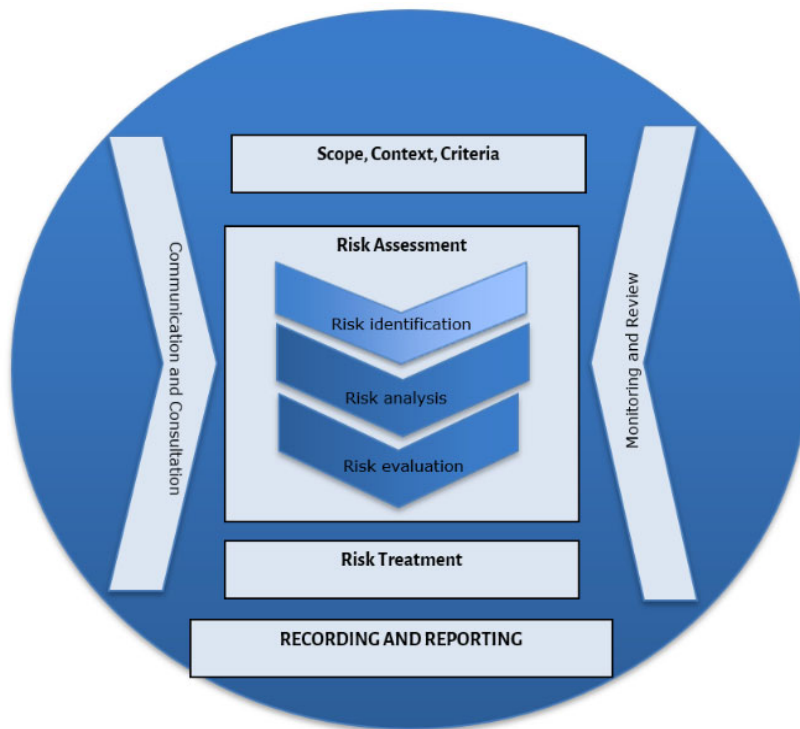 Scope, Context, Criteria
Communication and Consultation
Risk Assessment
Risk identification
Risk analysis
Risk evaluation
Monitoring and Review
Risk Treatment
RECORDING AND REPORTING